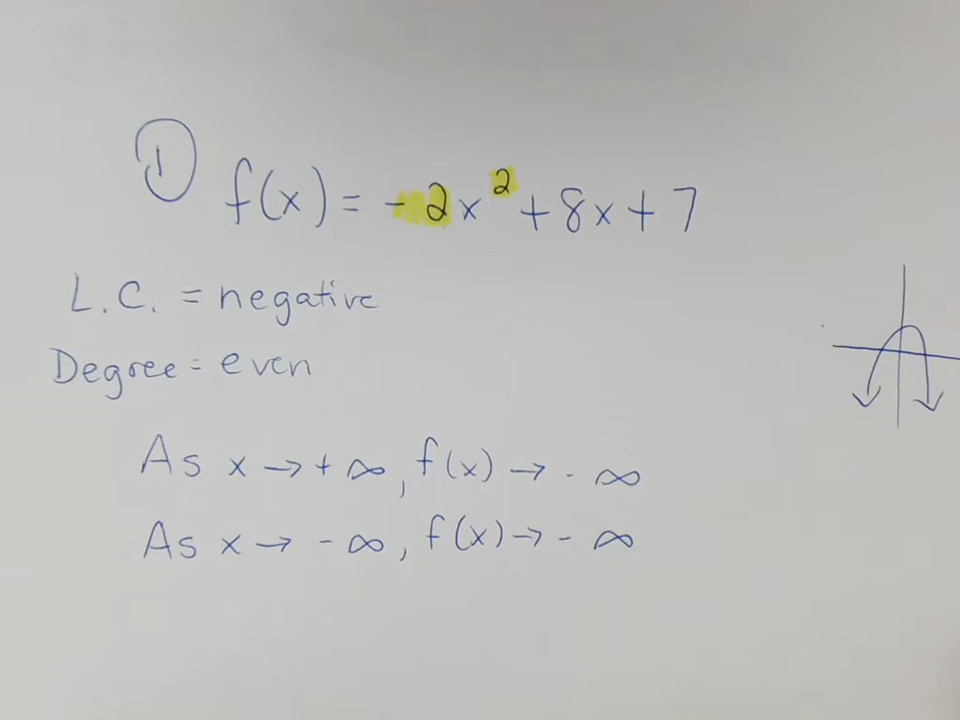 ① f(x) = -2x² + 8x + 7
L.C. = negative
Degree = even
As x → + ∞, f(x) → - ∞
As x → - ∞, f(x) → - ∞